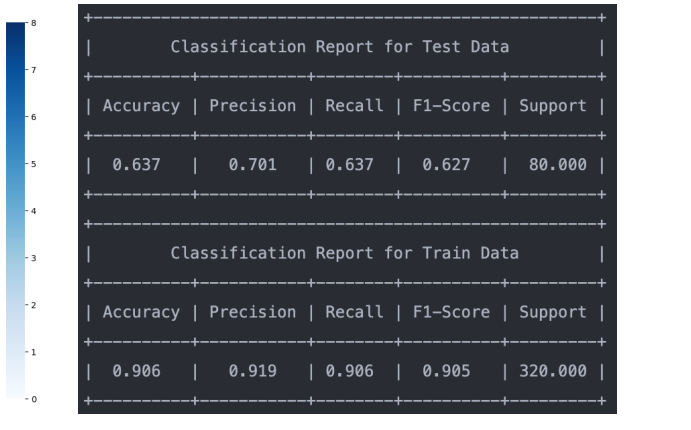 8
7
6
5
4
3
2
1
0
+-----------------------------------------------------+
| Classification Report for Test Data |
+----------+-----------+--------+----------+---------+
| Accuracy | Precision | Recall | F1-Score | Support |
+----------+-----------+--------+----------+---------+
| 0.637 | 0.701 | 0.637 | 0.627 | 80.000 |
+----------+-----------+--------+----------+---------+
+-----------------------------------------------------+
| Classification Report for Train Data |
+----------+-----------+--------+----------+---------+
| Accuracy | Precision | Recall | F1-Score | Support |
+----------+-----------+--------+----------+---------+
| 0.906 | 0.919 | 0.906 | 0.905 | 320.000 |
+----------+-----------+--------+----------+---------+